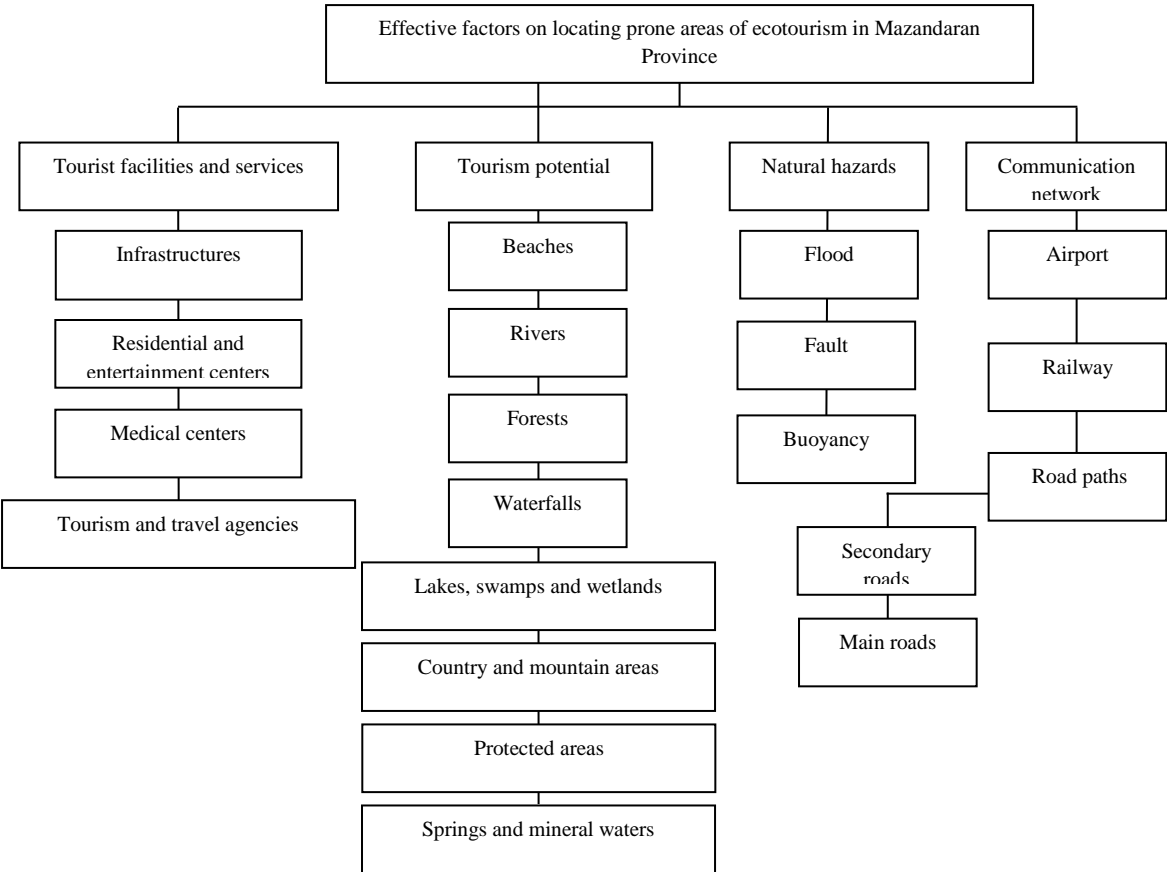 Effective factors on locating prone areas of ecotourism in Mazandaran
Province
Tourist facilities and services
Tourism potential
Natural hazards
Communication
network
Infrastructures
Residential and
entertainment centers
Medical centers
Tourism and travel agencies
Beaches
Rivers
Forests
Waterfalls
Lakes, swamps and wetlands
Country and mountain areas
Protected areas
Springs and mineral waters
Flood
Fault
Buoyancy
Airport
Railway
Road paths
Secondary
roads
Main roads